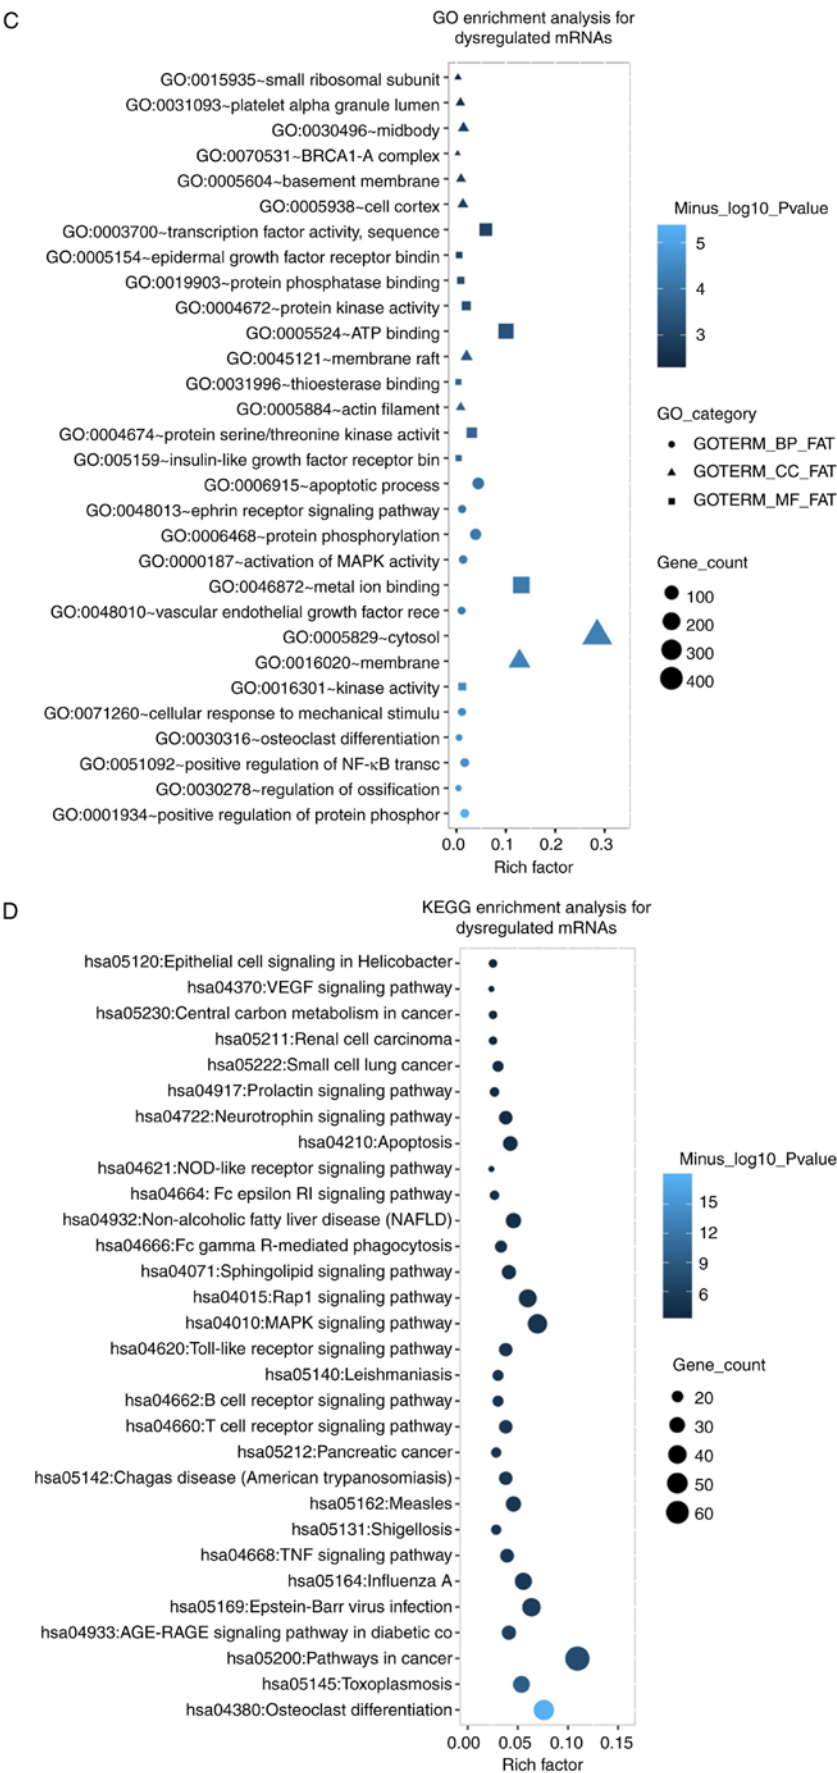 C
GO enrichment analysis for
dysregulated mRNAs
GO:0015935~small ribosomal subunit
GO:0031093~platelet alpha granule lumen
GO:0030496~midbody
GO:0070531~BRCA1-A complex
GO:0005604~basement membrane
GO:0005938~cell cortex
GO:0003700~transcription factor activity, sequence
GO:0005154~epidermal growth factor receptor bindin
GO:0019903~protein phosphatase binding
GO:0004672~protein kinase activity
GO:0005524~ATP binding
GO:0045121~membrane raft
GO:0031996~thioesterase binding
GO:0005884~actin filament
GO:0004674~protein serine/threonine kinase activit
GO:005159~insulin-like growth factor receptor bin
GO:0006915~apoptotic process
GO:0048013~ephrin receptor signaling pathway
GO:0006468~protein phosphorylation
GO:0000187~activation of MAPK activity
GO:0046872~metal ion binding
GO:0048010~vascular endothelial growth factor rece
GO:0005829~cytosol
GO:0016020~membrane
GO:0016301~kinase activity
GO:0071260~cellular response to mechanical stimulu
GO:0030316~osteoclast differentiation
GO:0051092~positive regulation of NF-κB transc
GO:0030278~regulation of ossification
GO:0001934~positive regulation of protein phosphor
0.0 0.1 0.2 0.3
Rich factor
Minus_log10_Pvalue
5
4
3
GO_category
GOTERM_BP_FAT
GOTERM_CC_FAT
GOTERM_MF_FAT
Gene_count
100
200
300
400
D
KEGG enrichment analysis for
dysregulated mRNAs
hsa05120:Epithelial cell signaling in Helicobacter
hsa04370:VEGF signaling pathway
hsa05230:Central carbon metabolism in cancer
hsa05211:Renal cell carcinoma
hsa05222:Small cell lung cancer
hsa04917:Prolactin signaling pathway
hsa04722:Neurotrophin signaling pathway
hsa04210:Apoptosis
hsa04621:NOD-like receptor signaling pathway
hsa04664: Fc epsilon RI signaling pathway
hsa04932:Non-alcoholic fatty liver disease (NAFLD)
hsa04666:Fc gamma R-mediated phagocytosis
hsa04071:Sphingolipid signaling pathway
hsa04015:Rap1 signaling pathway
hsa04010:MAPK signaling pathway
hsa04620:Toll-like receptor signaling pathway
hsa05140:Leishmaniasis
hsa04662:B cell receptor signaling pathway
hsa04660:T cell receptor signaling pathway
hsa05212:Pancreatic cancer
hsa05142:Chagas disease (American trypanosomiasis)
hsa05162:Measles
hsa05131:Shigellosis
hsa04668:TNF signaling pathway
hsa05164:Influenza A
hsa05169:Epstein-Barr virus infection
hsa04933:AGE-RAGE signaling pathway in diabetic co
hsa05200:Pathways in cancer
hsa05145:Toxoplasmosis
hsa04380:Osteoclast differentiation
0.00 0.05 0.10 0.15
Rich factor
Minus_log10_Pvalue
15
12
9
6
Gene_count
20
30
40
50
60